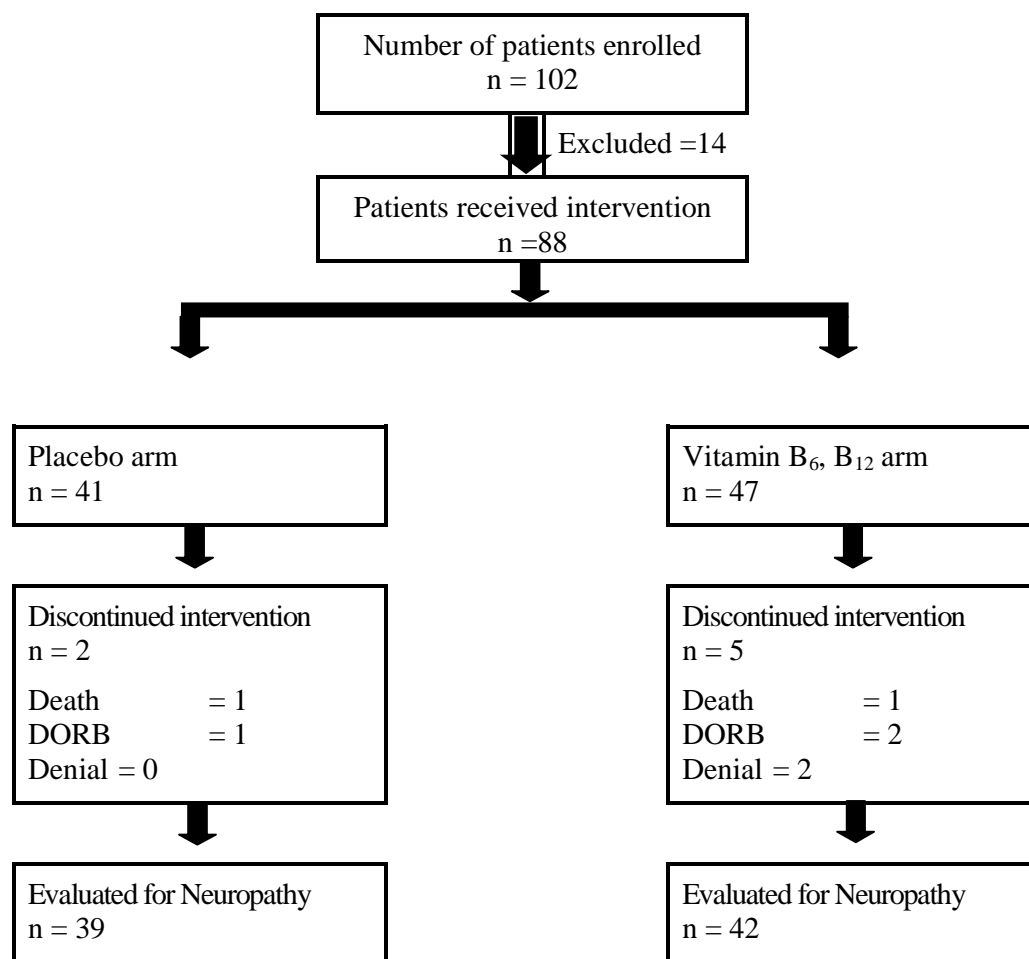 Number of patients enrolled
n = 102
Excluded =14
Patients received intervention
n =88
Placebo arm
n = 41
Discontinued intervention
n = 2
Death = 1
DORB = 1
Denial = 0
Evaluated for Neuropathy
n = 39
Vitamin B₆, B₁₂ arm
n = 47
Discontinued intervention
n = 5
Death = 1
DORB = 2
Denial = 2
Evaluated for Neuropathy
n = 42